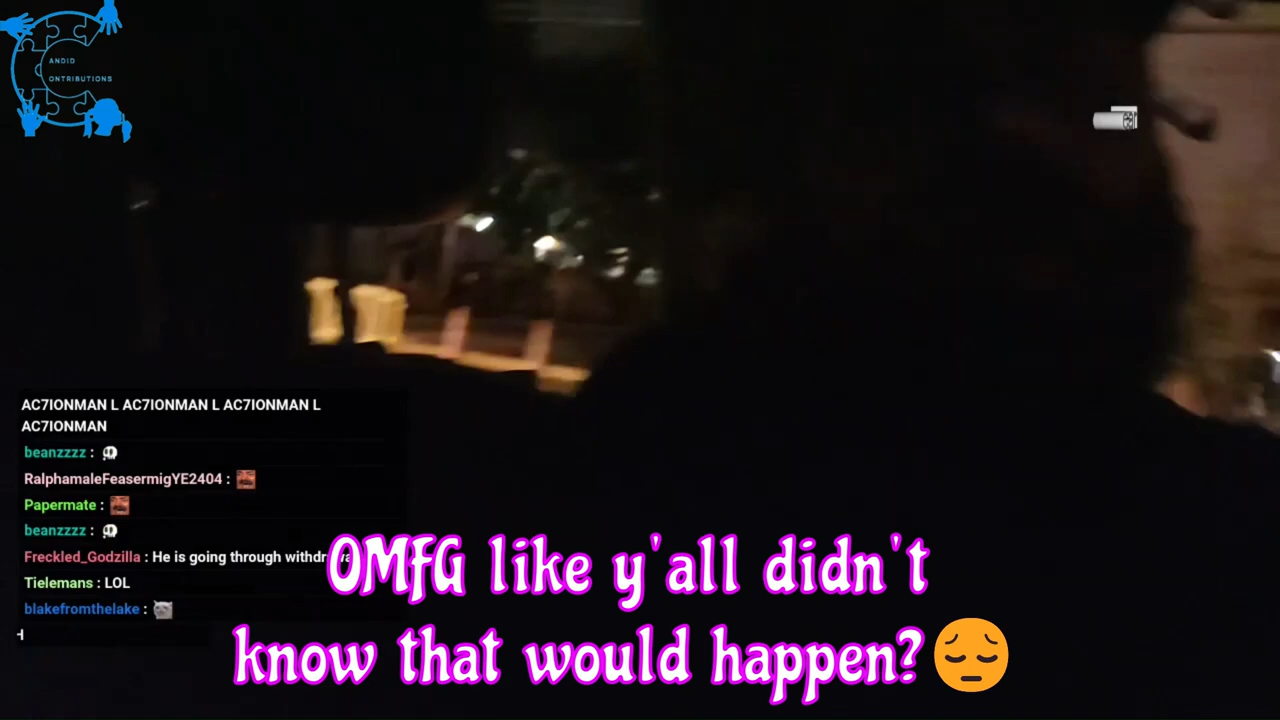 ANDID
ONTRIBUTIONS
AC7IONMAN L AC7IONMAN L AC7IONMAN L
AC7IONMAN
beanzzzz :
RalphamaleFeasermigYE2404 :
Papermate :
beanzzzz :
Freckled_Godzilla : He is going through
Tielemans : LOL
blakefromthelake :
OMFG like y'all didn't
know that would happen?😔